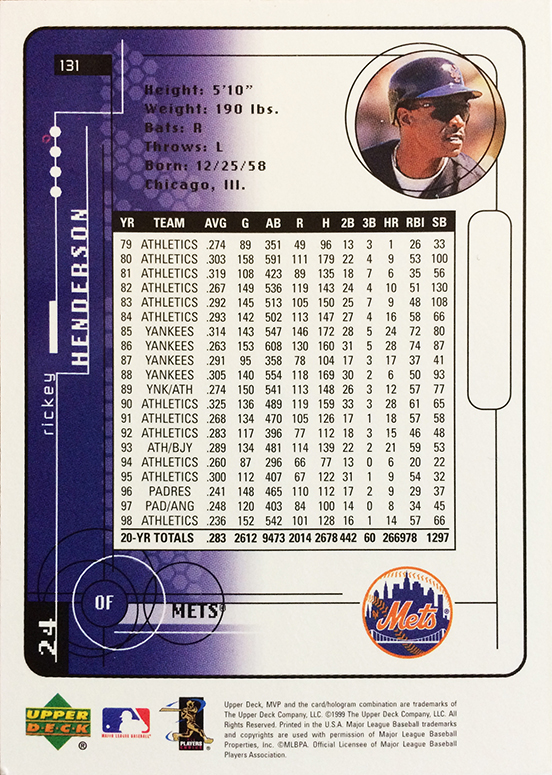 131
Height: 5'10"
Weight: 190 lbs.
Bats: R
Throws: L
Born: 12/25/58
Chicago, Ill.
rickey HENDERSON
YR TEAM AVG G AB R H 2B 3B HR RBI SB
79 ATHLETICS .274 89 351 49 96 13 3 1 26 33
80 ATHLETICS .303 158 591 111 179 22 4 9 53 100
81 ATHLETICS .319 108 423 89 135 18 7 6 35 56
82 ATHLETICS .267 149 536 119 143 24 4 10 51 130
83 ATHLETICS .292 145 513 105 150 25 7 9 48 108
84 ATHLETICS .293 142 502 113 147 27 4 16 58 66
85 YANKEES .314 143 547 146 172 28 5 24 72 80
86 YANKEES .263 153 608 130 160 31 5 28 74 87
87 YANKEES .291 95 358 78 104 17 3 17 37 41
88 YANKEES .305 140 554 118 169 30 2 6 50 93
89 YNK/ATH .274 150 541 113 148 26 3 12 57 77
90 ATHLETICS .325 136 489 119 159 33 3 28 61 65
91 ATHLETICS .268 134 470 105 126 17 1 18 57 58
92 ATHLETICS .283 117 396 77 112 18 3 15 46 48
93 ATH/BJY .289 134 481 114 139 22 2 21 59 53
94 ATHLETICS .260 87 296 66 77 13 0 6 20 22
95 ATHLETICS .300 112 407 67 122 31 1 9 54 32
96 PADRES .241 148 465 110 112 17 2 9 29 37
97 PAD/ANG .248 120 403 84 100 14 0 8 34 45
98 ATHLETICS .236 152 542 101 128 16 1 14 57 66
20-YR TOTALS .283 2612 9473 2014 2678 442 60 266978 1297
24
OF
METS®
Mets
UPPER
DECK
®
MAJOR LEAGUE BASEBALL
PLAYERS
CHOICE
Upper Deck, MVP and the card/hologram combination are trademarks of
The Upper Deck Company, LLC. ©1999 The Upper Deck Company, LLC. All
Rights Reserved. Printed in the U.S.A. Major League Baseball trademarks
and copyrights are used with permission of Major League Baseball
Properties, Inc. ©MLBPA. Official Licensee of Major League Baseball
Players Association.